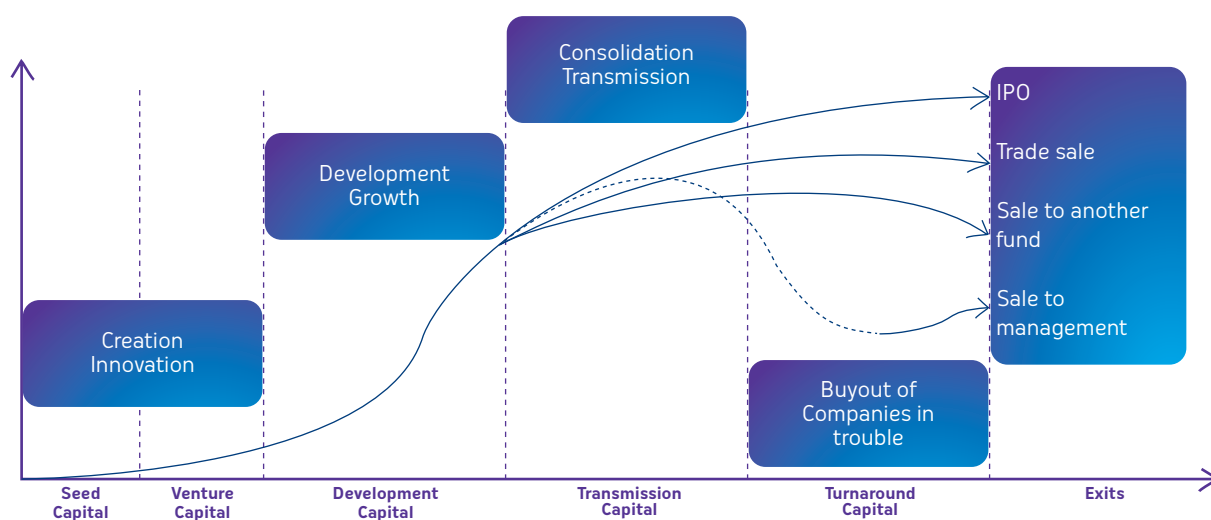 Consolidation
Transmission
IPO
Trade sale
Sale to another
fund
Sale to
management
Development
Growth
Creation
Innovation
Buyout of
Companies in
trouble
Seed
Capital
Venture
Capital
Development
Capital
Transmission
Capital
Turnaround
Capital
Exits